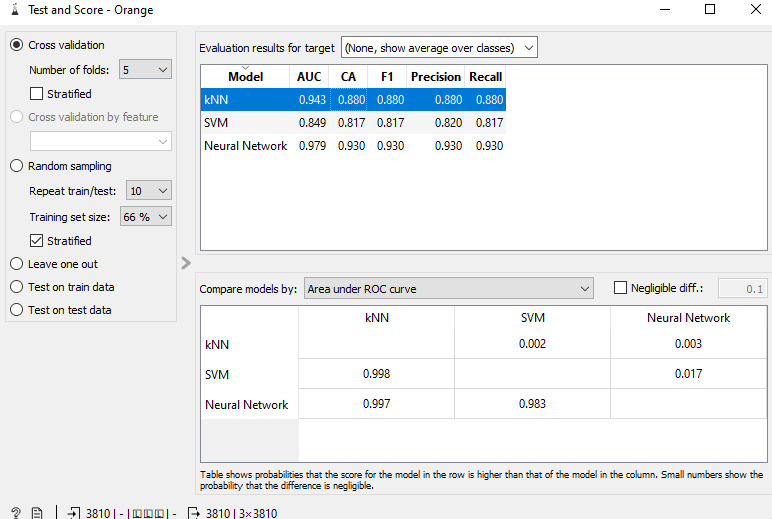 Test and Score - Orange
Cross validation
Number of folds: 5
Stratified
Cross validation by feature
Random sampling
Repeat train/test: 10
Training set size: 66 %
Stratified
Leave one out
Test on train data
Test on test data
Evaluation results for target (None, show average over classes)
Model AUC CA F1 Precision Recall
kNN 0.943 0.880 0.880 0.880 0.880
SVM 0.849 0.817 0.817 0.820 0.817
Neural Network 0.979 0.930 0.930 0.930 0.930
Compare models by: Area under ROC curve Negligible diff.: 0.1
kNN SVM Neural Network
kNN 0.002 0.003
SVM 0.998 0.017
Neural Network 0.997 0.983
Table shows probabilities that the score for the model in the row is higher than that of the model in the column. Small numbers show the
probability that the difference is negligible.
? 3810 | - | | - 3810 | 3×3810